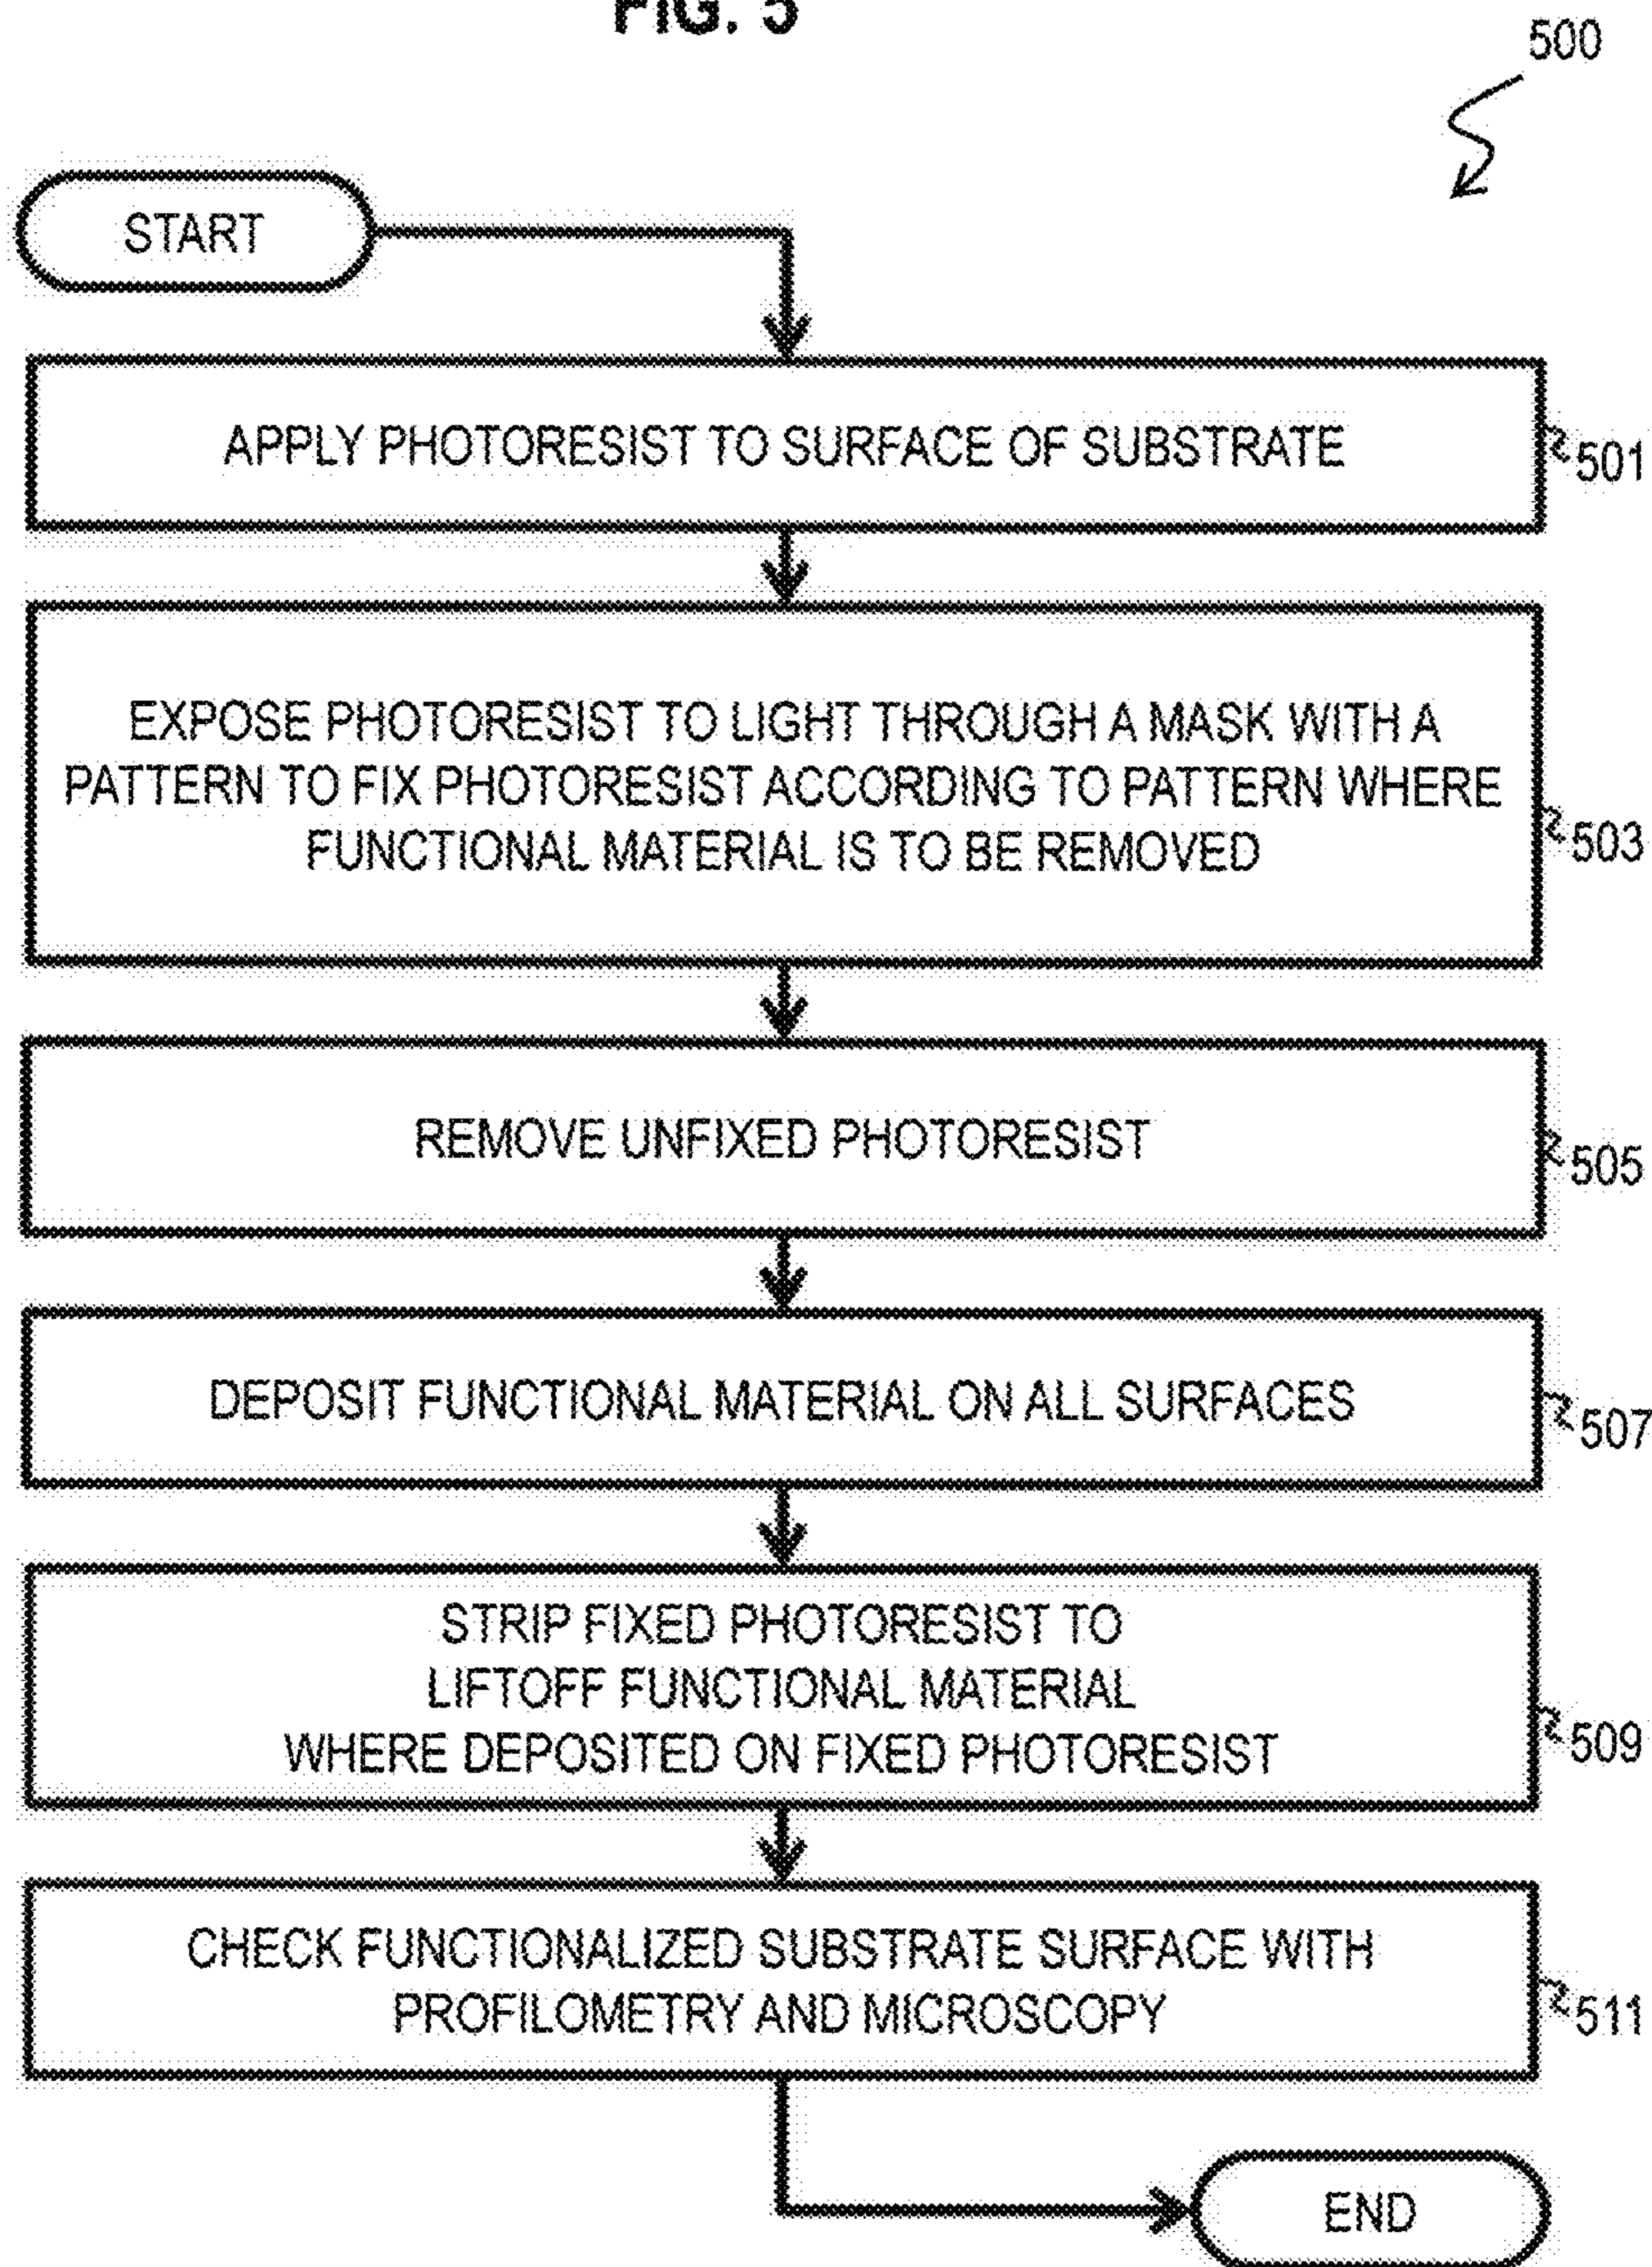 FIG. 5
500
START
APPLY PHOTORESIST TO SURFACE OF SUBSTRATE
501
EXPOSE PHOTORESIST TO LIGHT THROUGH A MASK WITH A
PATTERN TO FIX PHOTORESIST ACCORDING TO PATTERN WHERE
FUNCTIONAL MATERIAL IS TO BE REMOVED
503
REMOVE UNFIXED PHOTORESIST
505
DEPOSIT FUNCTIONAL MATERIAL ON ALL SURFACES
507
STRIP FIXED PHOTORESIST TO
LIFTOFF FUNCTIONAL MATERIAL
WHERE DEPOSITED ON FIXED PHOTORESIST
509
CHECK FUNCTIONALIZED SUBSTRATE SURFACE WITH
PROFILOMETRY AND MICROSCOPY
511
END